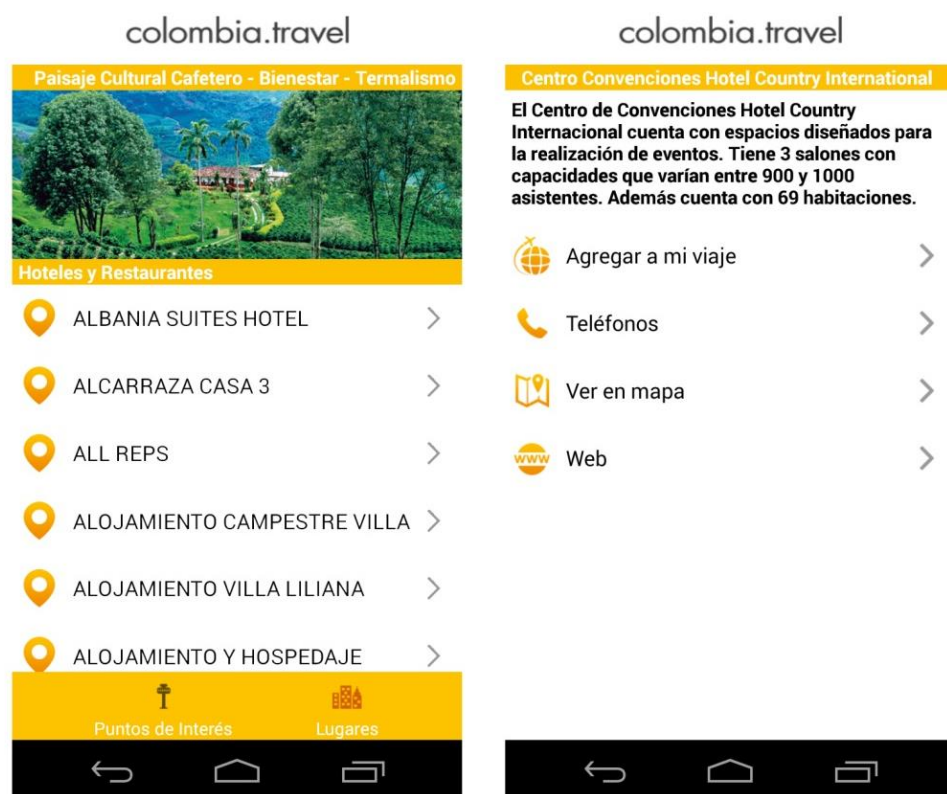 colombia.travel
Paisaje Cultural Cafetero - Bienestar - Termalismo
Hoteles y Restaurantes
ALBANIA SUITES HOTEL
ALCARRAZA CASA 3
ALL REPS
ALOJAMIENTO CAMPESTRE VILLA
ALOJAMIENTO VILLA LILIANA
ALOJAMIENTO Y HOSPEDAJE
Puntos de Interés
Lugares
colombia.travel
Centro Convenciones Hotel Country International
El Centro de Convenciones Hotel Country
Internacional cuenta con espacios diseñados para
la realización de eventos. Tiene 3 salones con
capacidades que varían entre 900 y 1000
asistentes. Además cuenta con 69 habitaciones.
Agregar a mi viaje
Teléfonos
Ver en mapa
www Web